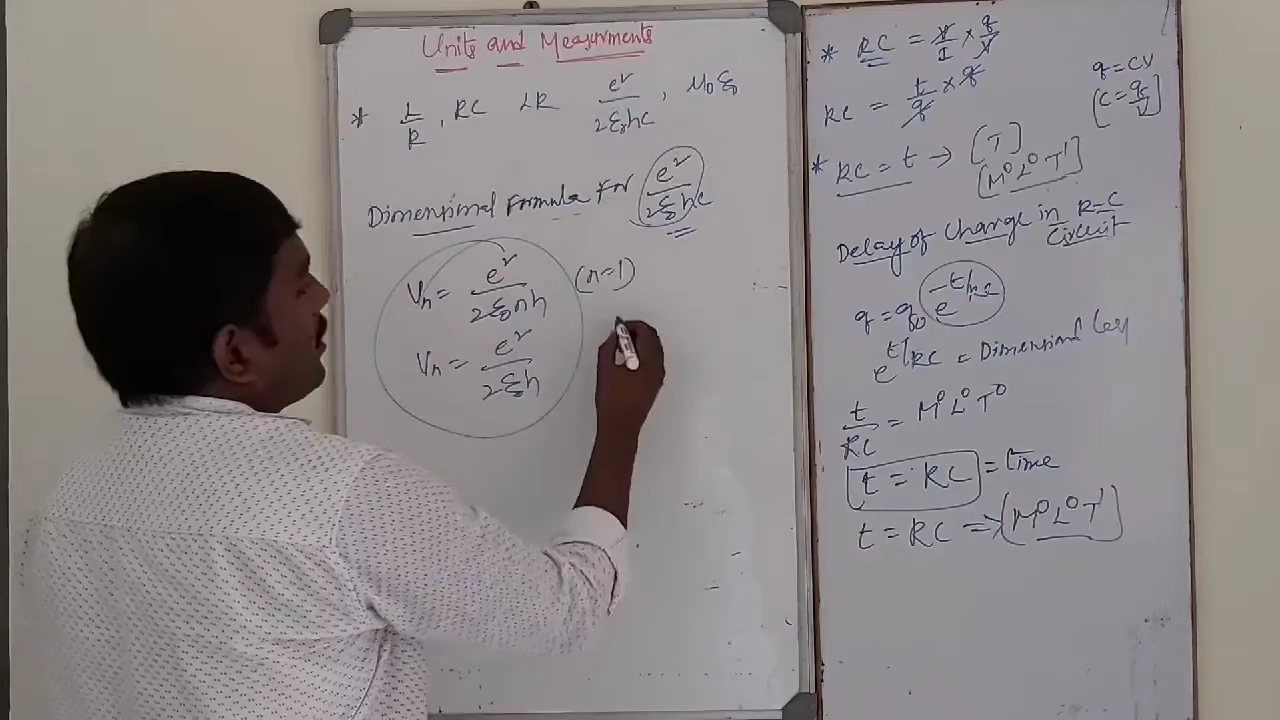 Units and Measurments
* L/R, RC LR e²/2ε₀hc, μ₀ε₀
Dimensional Formula for e²/2ε₀hc
Vn = e²/2ε₀nh (n=1)
Vn = e²/2ε₀h
* RC = V/I × q/V
q = CV
RC = t/q × q
(C = q/V)
* RC = t → [T]
[M⁰L⁰T¹]
Delay of Charge in R-C Circuit
q = q₀ e^-t/RC
e^t/RC = Dimensional
t/RC = M⁰L⁰T⁰
t = RC = time
t = RC ⇒ (M⁰L⁰T¹)